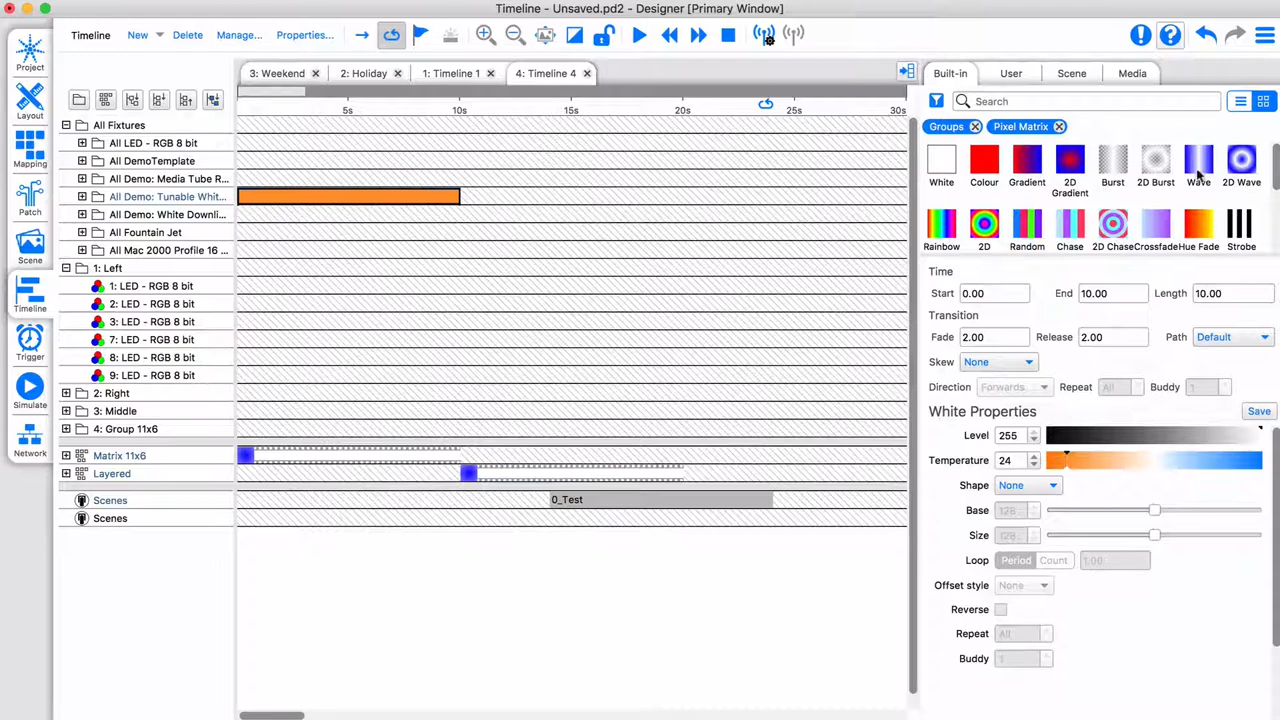 Timeline - Unsaved.pd2 - Designer [Primary Window]
Timeline New Delete Manage... Properties...
Project
Layout
Mapping
Patch
Scene
Timeline
Trigger
Simulate
Network
3: Weekend 2: Holiday 1: Timeline 1 4: Timeline 4
5s 10s 15s 20s 25s 30s
All Fixtures
All LED - RGB 8 bit
All DemoTemplate
All Demo: Media Tube R...
All Demo: Tunable Whit...
All Demo: White Downli...
All Fountain Jet
All Mac 2000 Profile 16 ...
1: Left
1: LED - RGB 8 bit
2: LED - RGB 8 bit
3: LED - RGB 8 bit
7: LED - RGB 8 bit
8: LED - RGB 8 bit
9: LED - RGB 8 bit
2: Right
3: Middle
4: Group 11x6
Matrix 11x6
Layered
Scenes 0_Test
Scenes
Built-in User Scene Media
Search
Groups Pixel Matrix
White Colour Gradient 2D Gradient Burst 2D Burst Wave 2D Wave
Rainbow 2D Random Chase 2D Chase Crossfade Hue Fade Strobe
Time
Start 0.00 End 10.00 Length 10.00
Transition
Fade 2.00 Release 2.00 Path Default
Skew None
Direction Forwards Repeat All Buddy 1
White Properties Save
Level 255
Temperature 24
Shape None
Base 128
Size 128
Loop Period Count 1.00
Offset style None
Reverse
Repeat All
Buddy 1